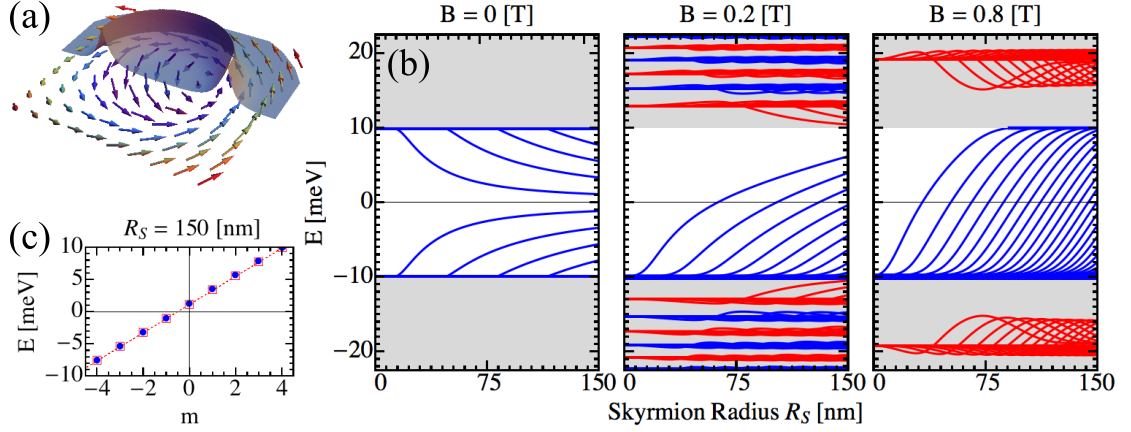 (a)
B = 0 [T]
B = 0.2 [T]
B = 0.8 [T]
(b)
20
10
0
−10
−20
E [meV]
0
75
150
0
75
150
0
75
150
Skyrmion Radius R_S [nm]
(c)
R_S = 150 [nm]
10
5
0
−5
−10
E [meV]
−4
−2
0
2
4
m